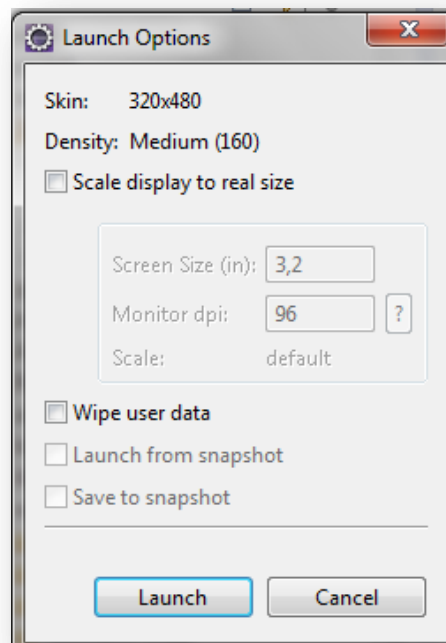 Launch Options
Skin: 320x480
Density: Medium (160)
Scale display to real size
Screen Size (in): 3,2
Monitor dpi: 96 ?
Scale: default
Wipe user data
Launch from snapshot
Save to snapshot
Launch Cancel